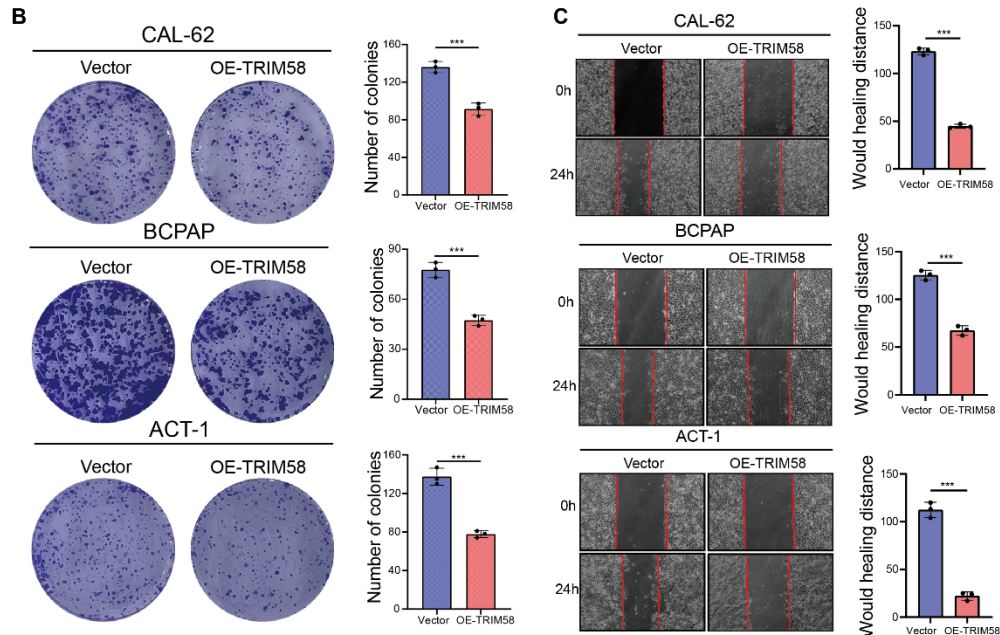 B
CAL-62
Vector OE-TRIM58
Number of colonies
160
120
80
40
0
***
Vector OE-TRIM58
BCPAP
Vector OE-TRIM58
Number of colonies
90
60
30
0
***
Vector OE-TRIM58
ACT-1
Vector OE-TRIM58
Number of colonies
160
120
80
40
0
***
Vector OE-TRIM58
C
CAL-62
Vector OE-TRIM58
0h
24h
Would healing distance
150
100
50
0
***
Vector OE-TRIM58
BCPAP
Vector OE-TRIM58
0h
24h
Would healing distance
150
100
50
0
***
Vector OE-TRIM58
ACT-1
Vector OE-TRIM58
0h
24h
Would healing distance
150
100
50
0
***
Vector OE-TRIM58